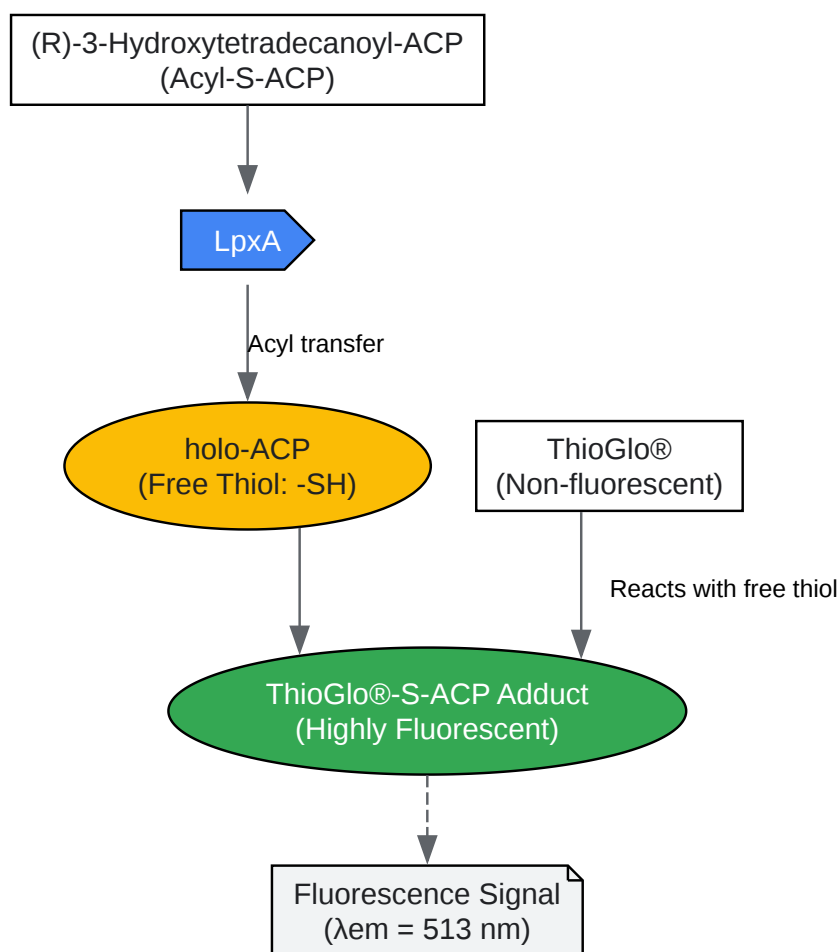 (R)-3-Hydroxytetradecanoyl-ACP
(Acyl-S-ACP)
LpxA
Acyl transfer
holo-ACP
(Free Thiol: -SH)
ThioGlo®
(Non-fluorescent)
Reacts with free thiol
ThioGlo®-S-ACP Adduct
(Highly Fluorescent)
Fluorescence Signal
(λem = 513 nm)